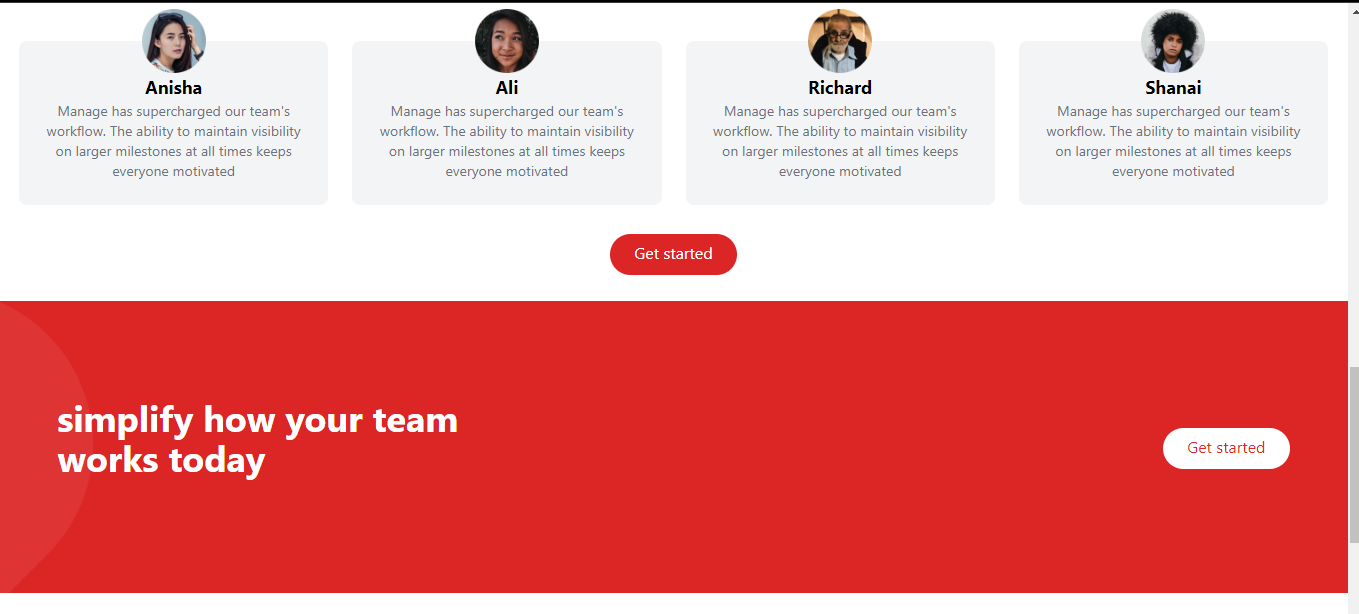 Anisha
Manage has supercharged our team's
workflow. The ability to maintain visibility
on larger milestones at all times keeps
everyone motivated
Ali
Manage has supercharged our team's
workflow. The ability to maintain visibility
on larger milestones at all times keeps
everyone motivated
Richard
Manage has supercharged our team's
workflow. The ability to maintain visibility
on larger milestones at all times keeps
everyone motivated
Shanai
Manage has supercharged our team's
workflow. The ability to maintain visibility
on larger milestones at all times keeps
everyone motivated
Get started
simplify how your team
works today
Get started